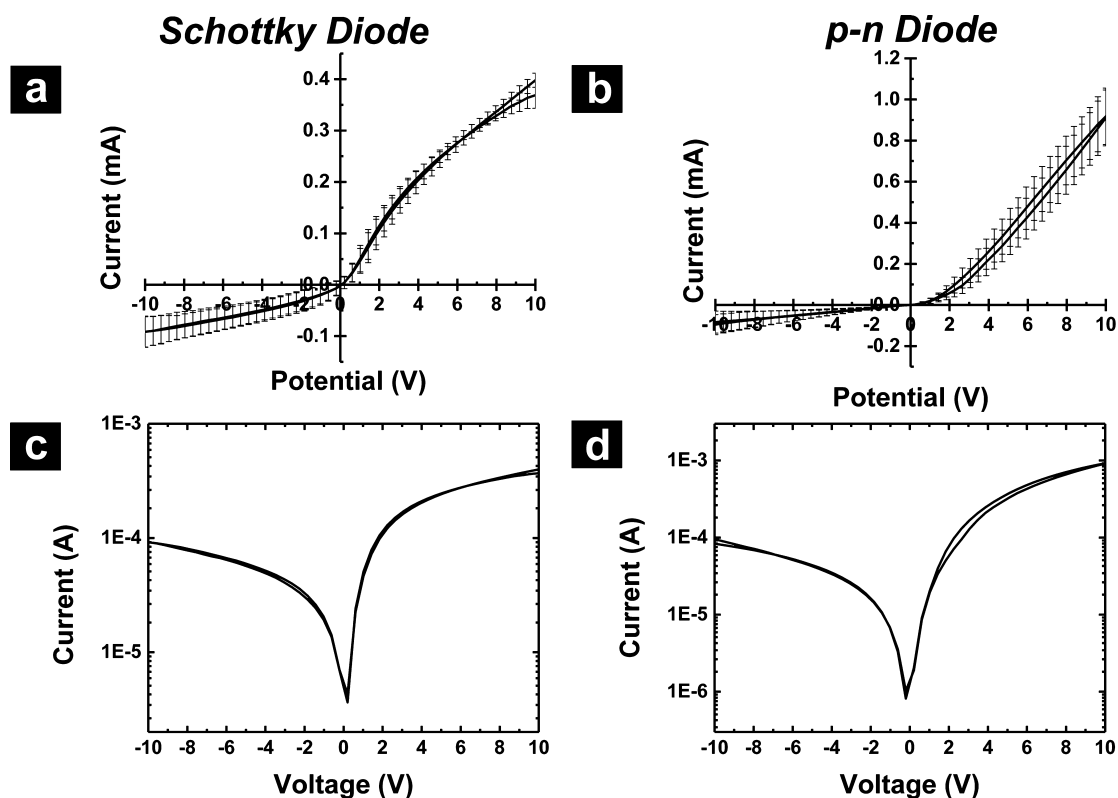 Schottky Diode
p-n Diode
a
Current (mA)
0.4
0.3
0.2
0.1
0.0
-0.1
-10 -8 -6 -4 -2 0 2 4 6 8 10
Potential (V)
b
Current (mA)
1.2
1.0
0.8
0.6
0.4
0.2
0.0
-0.2
-10 -8 -6 -4 -2 0 2 4 6 8 10
Potential (V)
c
Current (A)
1E-3
1E-4
1E-5
-10 -8 -6 -4 -2 0 2 4 6 8 10
Voltage (V)
d
Current (A)
1E-3
1E-4
1E-5
1E-6
-10 -8 -6 -4 -2 0 2 4 6 8 10
Voltage (V)